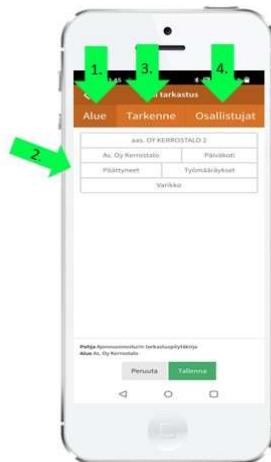 1.
3.
4.
tarkastus
Alue Tarkenne Osallistujat
2.
aas. OY KERROSTALO 2
As. Oy Kerrostalo Päiväkoti
Päättyneet Työmääräykset
Varikko
Pohja Ajoneuvonosturin tarkastuspöytäkirja
Alue As. Oy Kerrostalo
Peruuta Tallenna